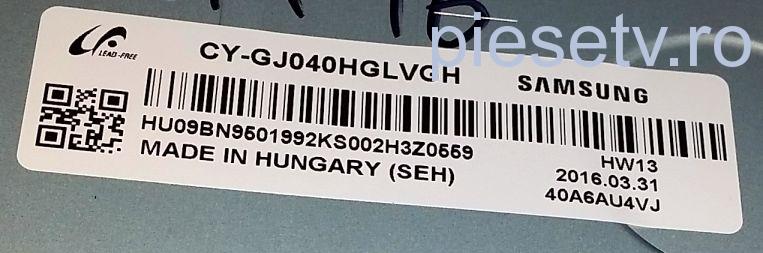 piesetv.ro
LEAD-FREE
CY-GJ040HGLVGH
SAMSUNG
HU09BN9501992KS002H3Z0559
MADE IN HUNGARY (SEH)
HW13
2016.03.31
40A6AU4VJ